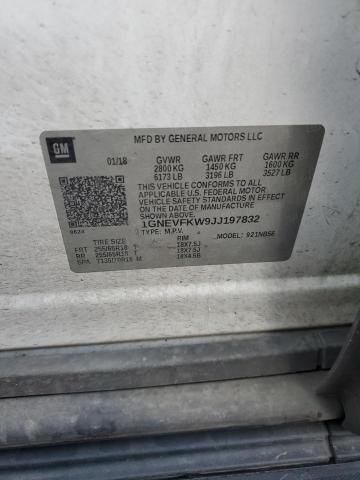 GM
MFD BY GENERAL MOTORS LLC
01/18 GVWR GAWR FRT GAWR RR
2800 KG 1450 KG 1600 KG
6173 LB 3196 LB 3527 LB
THIS VEHICLE CONFORMS TO ALL APPLICABLE
U.S. FEDERAL MOTOR VEHICLE SAFETY
STANDARDS IN EFFECT ON THE
DATE OF MANUFACTURE SHOWN ABOVE.
1GNEVFKW9JJ197832
TYPE: M.P.V. MODEL:
TIRE SIZE RIM
FRT 255/65R18 T 18X7.5J
RR 255/65R18 T 18X7.5J
SPA T135/70R18 M 18X4.5B